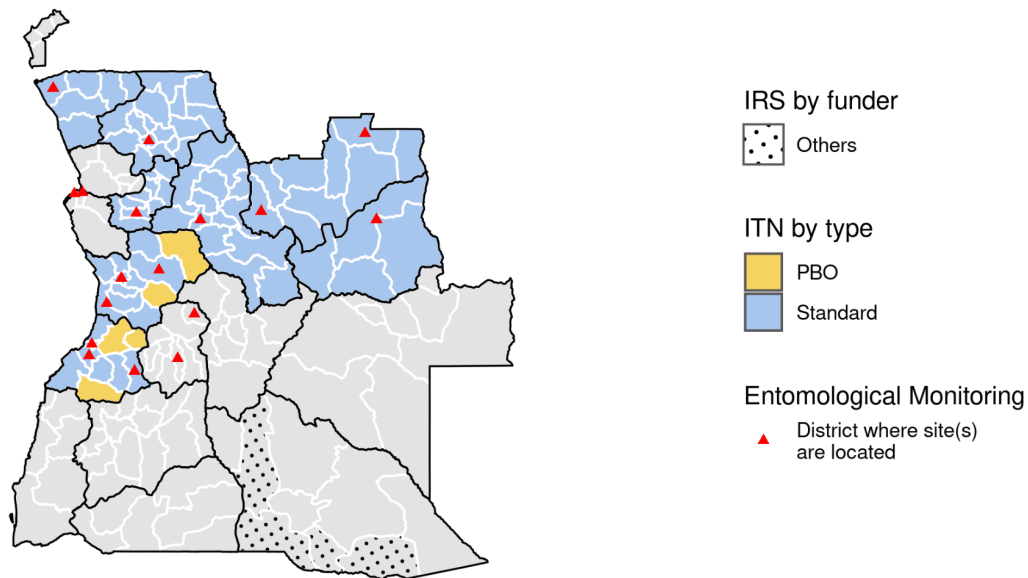 IRS by funder
Others
ITN by type
PBO
Standard
Entomological Monitoring
District where site(s)
are located